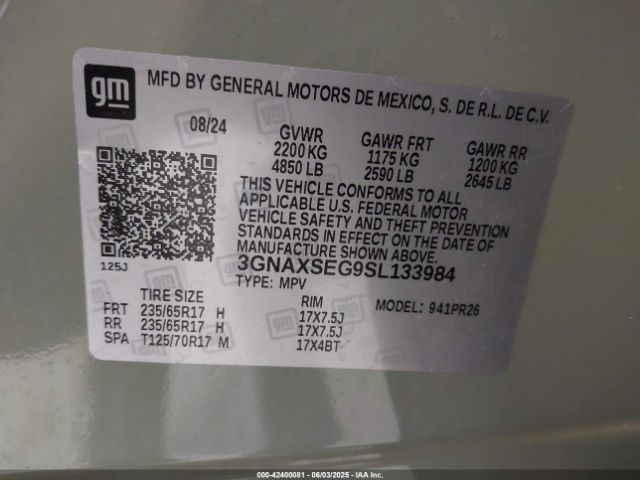 gm
MFD BY GENERAL MOTORS DE MEXICO, S. DE R.L. DE C.V.
08/24 GVWR GAWR FRT GAWR RR
2200 KG 1175 KG 1200 KG
4850 LB 2590 LB 2645 LB
THIS VEHICLE CONFORMS TO ALL
APPLICABLE U.S. FEDERAL MOTOR
VEHICLE SAFETY AND THEFT PREVENTION
STANDARDS IN EFFECT ON THE DATE OF
MANUFACTURE SHOWN ABOVE.
125J
3GNAXSEG9SL133984
TYPE: MPV
TIRE SIZE RIM MODEL: 941PR26
FRT 235/65R17 H 17X7.5J
RR 235/65R17 H 17X7.5J
SPA T125/70R17 M 17X4BT
000-42400081 - 06/03/2025 - IAAI.COM